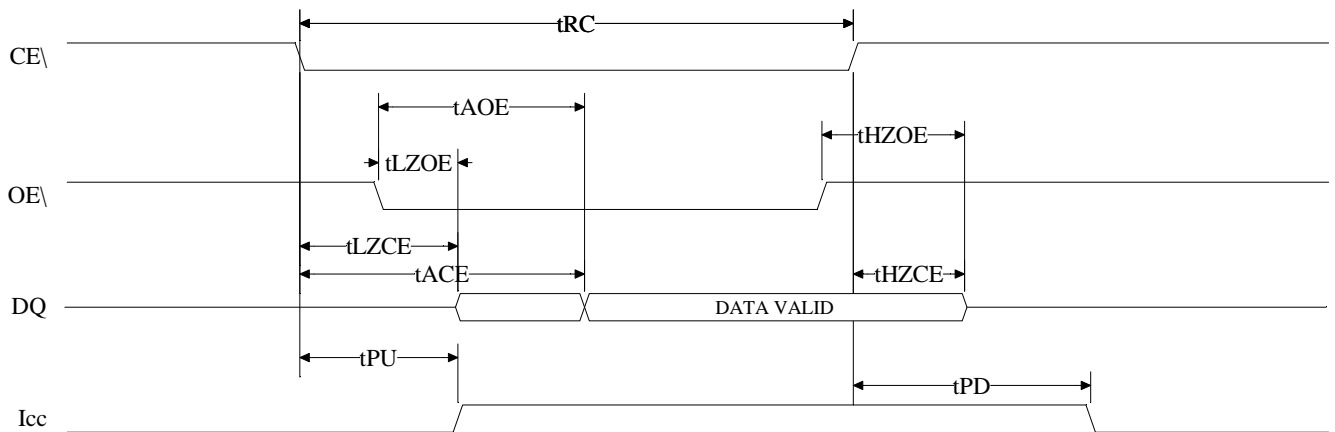 tRC
CE\
tAOE
tHZOE
tLZOE
OE\
tLZCE
tACE
tHZCE
DQ
DATA VALID
tPU
tPD
Icc